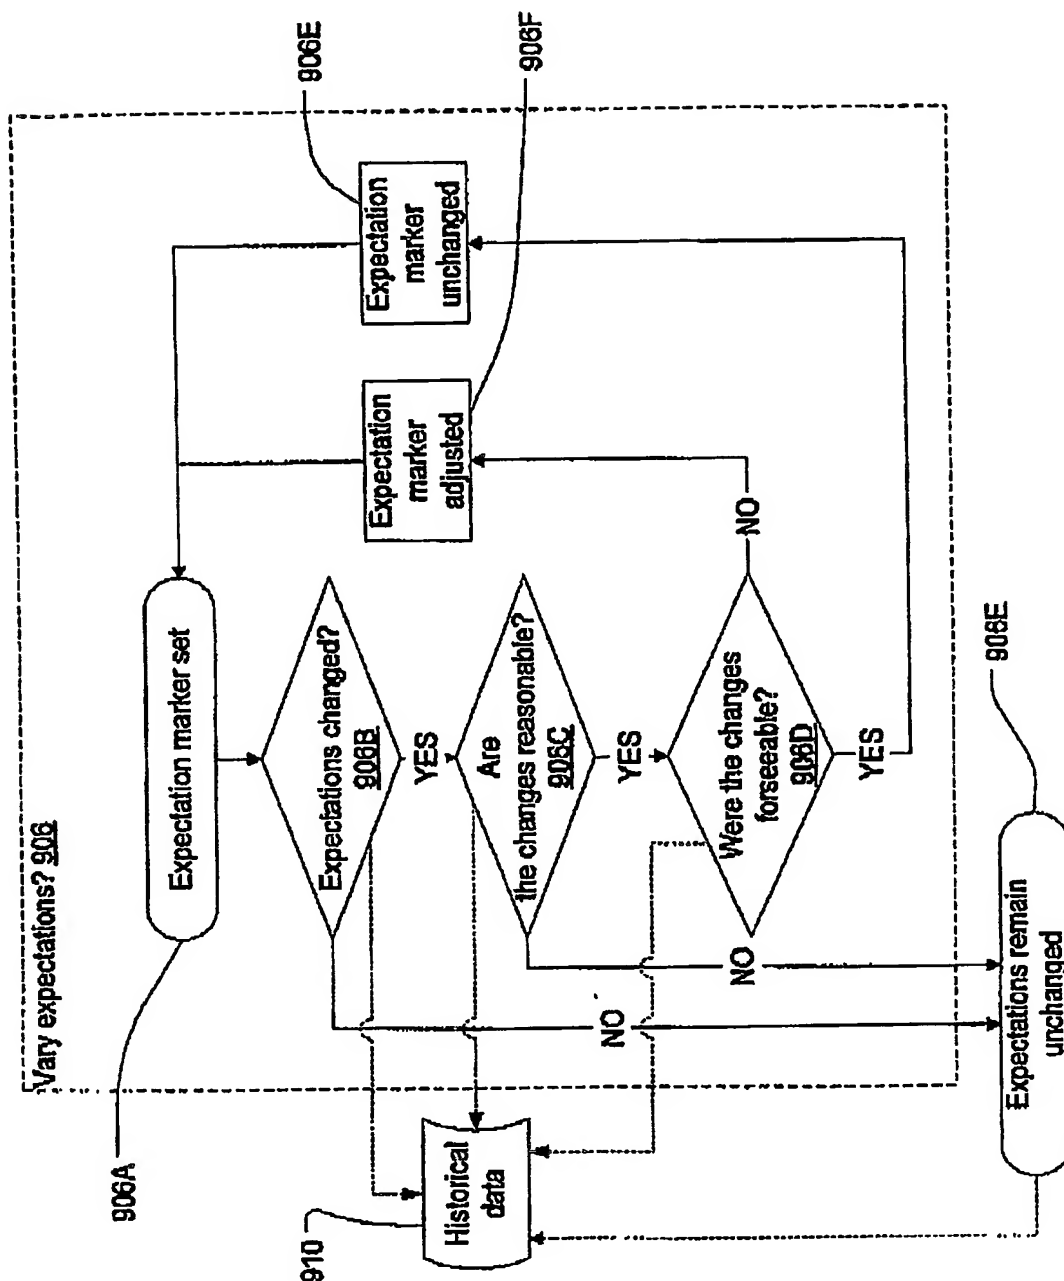 Vary expectations? 906
906A
Expectation marker set
Expectations changed?
906B
YES
NO
Are
the changes reasonable?
906C
YES
NO
Were the changes
forseeable?
906D
NO
YES
Expectation
marker
adjusted
906F
Expectation
marker
unchanged
906E
Historical
data
910
Expectations remain
unchanged
906E